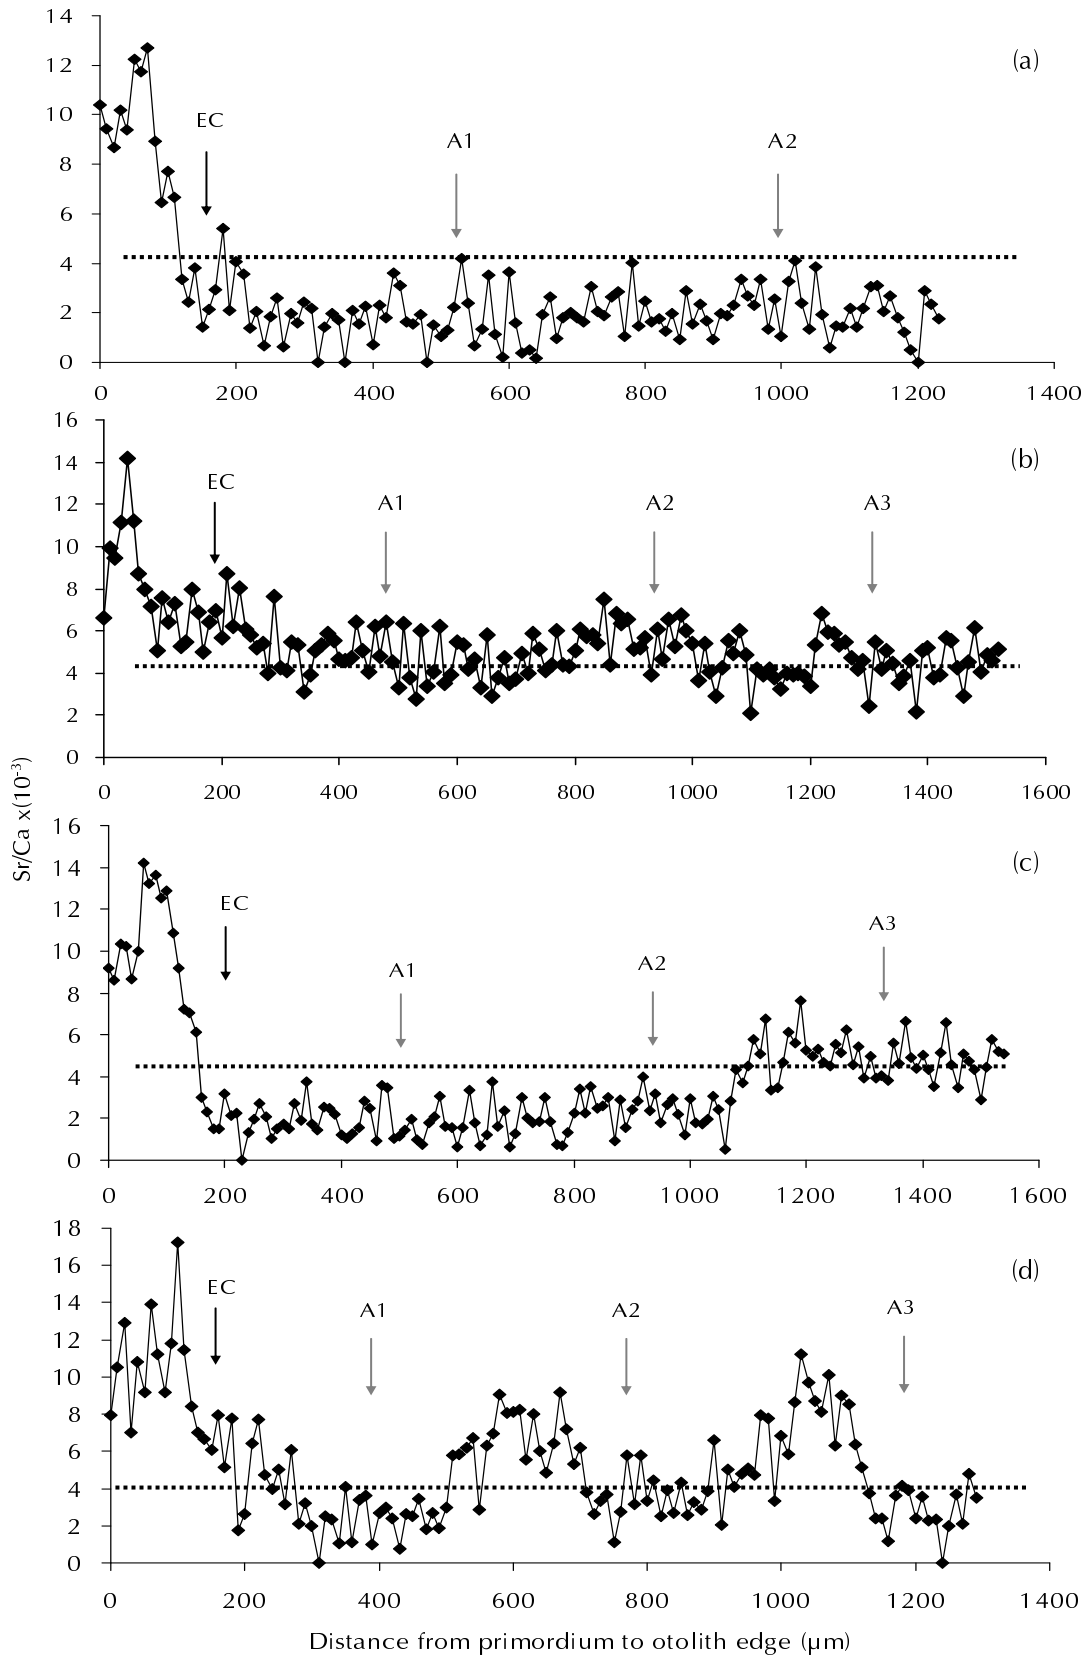 14
12
10
8
6
4
2
0
(a)
EC
A1
A2
0 200 400 600 800 1000 1200 1400
16
14
12
10
8
6
4
2
0
(b)
EC
A1
A2
A3
0 200 400 600 800 1000 1200 1400 1600
Sr/Ca x(10⁻³)
16
14
12
10
8
6
4
2
0
(c)
EC
A1
A2
A3
0 200 400 600 800 1000 1200 1400 1600
18
16
14
12
10
8
6
4
2
0
(d)
EC
A1
A2
A3
0 200 400 600 800 1000 1200 1400
Distance from primordium to otolith edge (µm)